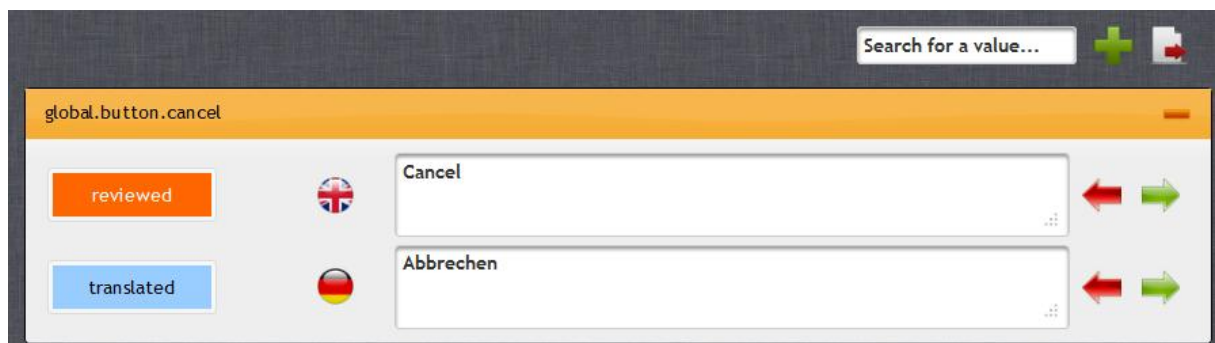 Search for a value...
global.button.cancel
reviewed
Cancel
translated
Abbrechen